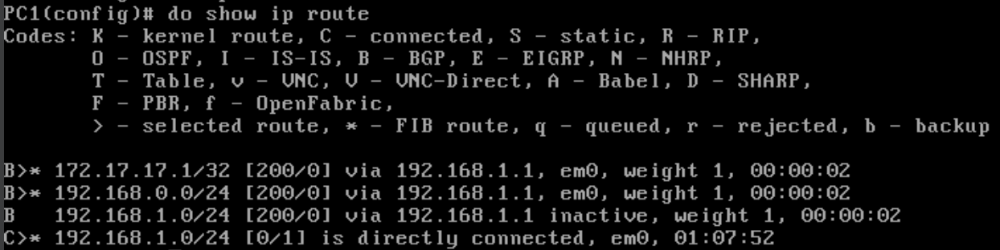 PC1(config)# do show ip route
Codes: K - kernel route, C - connected, S - static, R - RIP,
       O - OSPF, I - IS-IS, B - BGP, E - EIGRP, N - NHRP,
       T - Table, v - VNC, V - VNC-Direct, A - Babel, D - SHARP,
       F - PBR, f - OpenFabric,
       > - selected route, * - FIB route, q - queued, r - rejected, b - backup
B>* 172.17.17.1/32 [200/0] via 192.168.1.1, em0, weight 1, 00:00:02
B>* 192.168.0.0/24 [200/0] via 192.168.1.1, em0, weight 1, 00:00:02
B   192.168.1.0/24 [200/0] via 192.168.1.1 inactive, weight 1, 00:00:02
C>* 192.168.1.0/24 [0/1] is directly connected, em0, 01:07:52